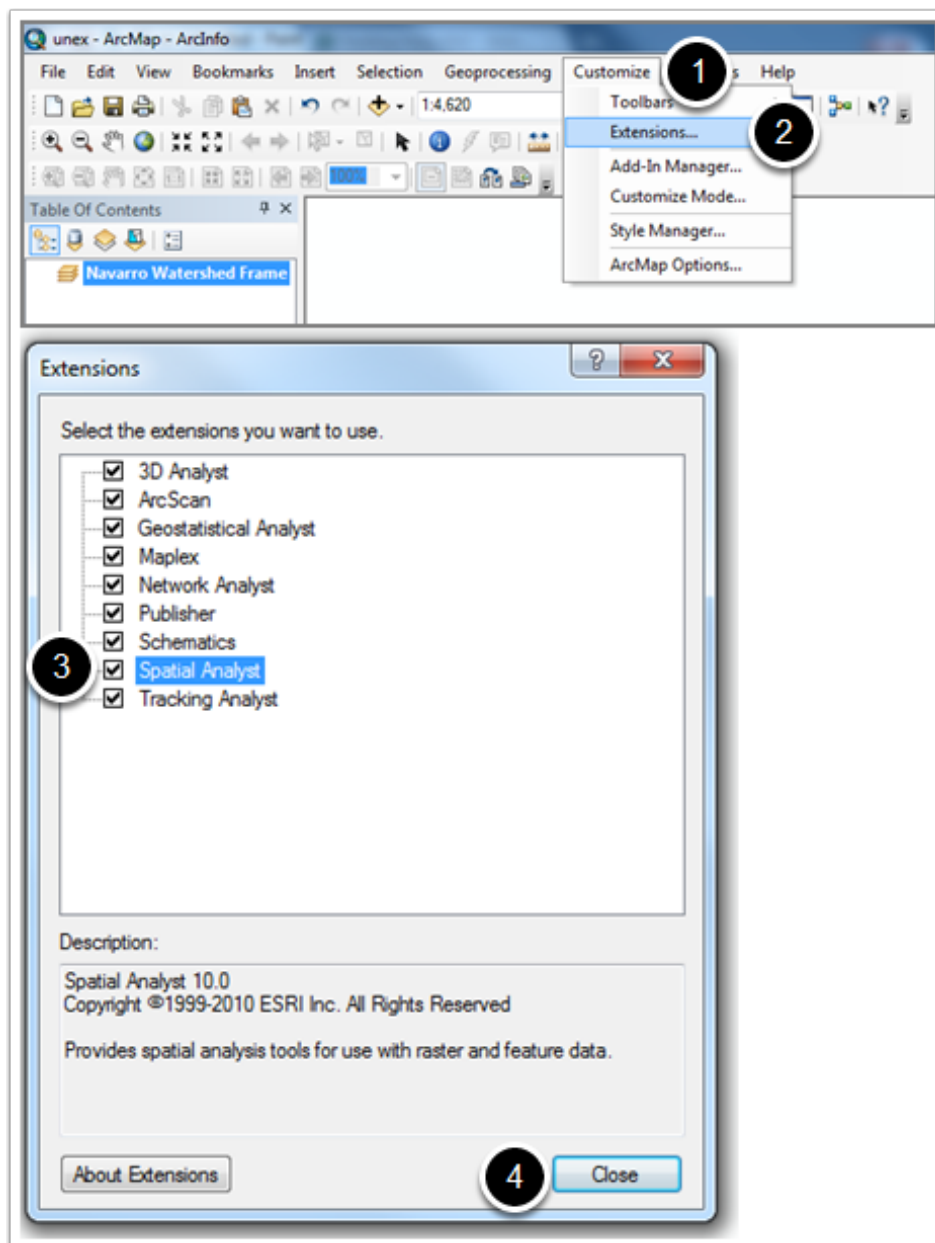 unex - ArcMap - ArcInfo
File Edit View Bookmarks Insert Selection Geoprocessing Customize 1 s Help
1:4,620
Toolbars
Extensions... 2
Add-In Manager...
Customize Mode...
Style Manager...
ArcMap Options...
100%
Table Of Contents
Navarro Watershed Frame
Extensions
Select the extensions you want to use.
3D Analyst
ArcScan
Geostatistical Analyst
Maplex
Network Analyst
Publisher
Schematics
3 Spatial Analyst
Tracking Analyst
Description:
Spatial Analyst 10.0
Copyright ©1999-2010 ESRI Inc. All Rights Reserved
Provides spatial analysis tools for use with raster and feature data.
About Extensions 4 Close